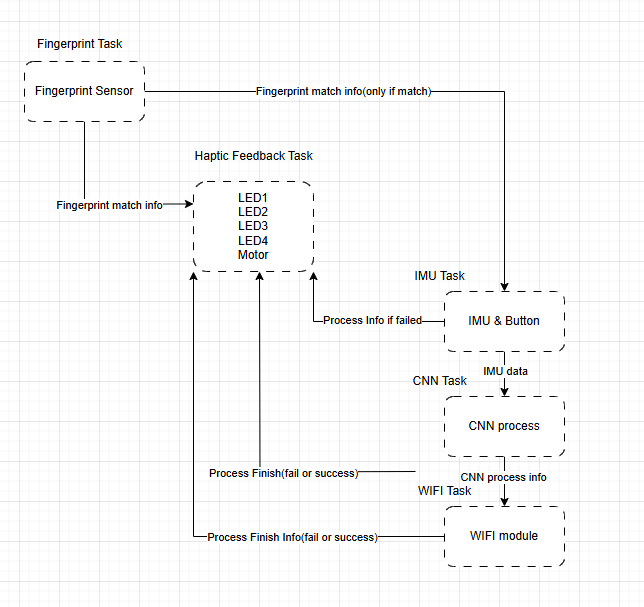 Fingerprint Task
Fingerprint Sensor
Fingerprint match info(only if match)
Haptic Feedback Task
LED1
LED2
LED3
LED4
Motor
Fingerprint match info
IMU Task
IMU & Button
Process Info if failed
IMU data
CNN Task
CNN process
Process Finish(fail or success)
CNN process info
WIFI Task
WIFI module
Process Finish Info(fail or success)